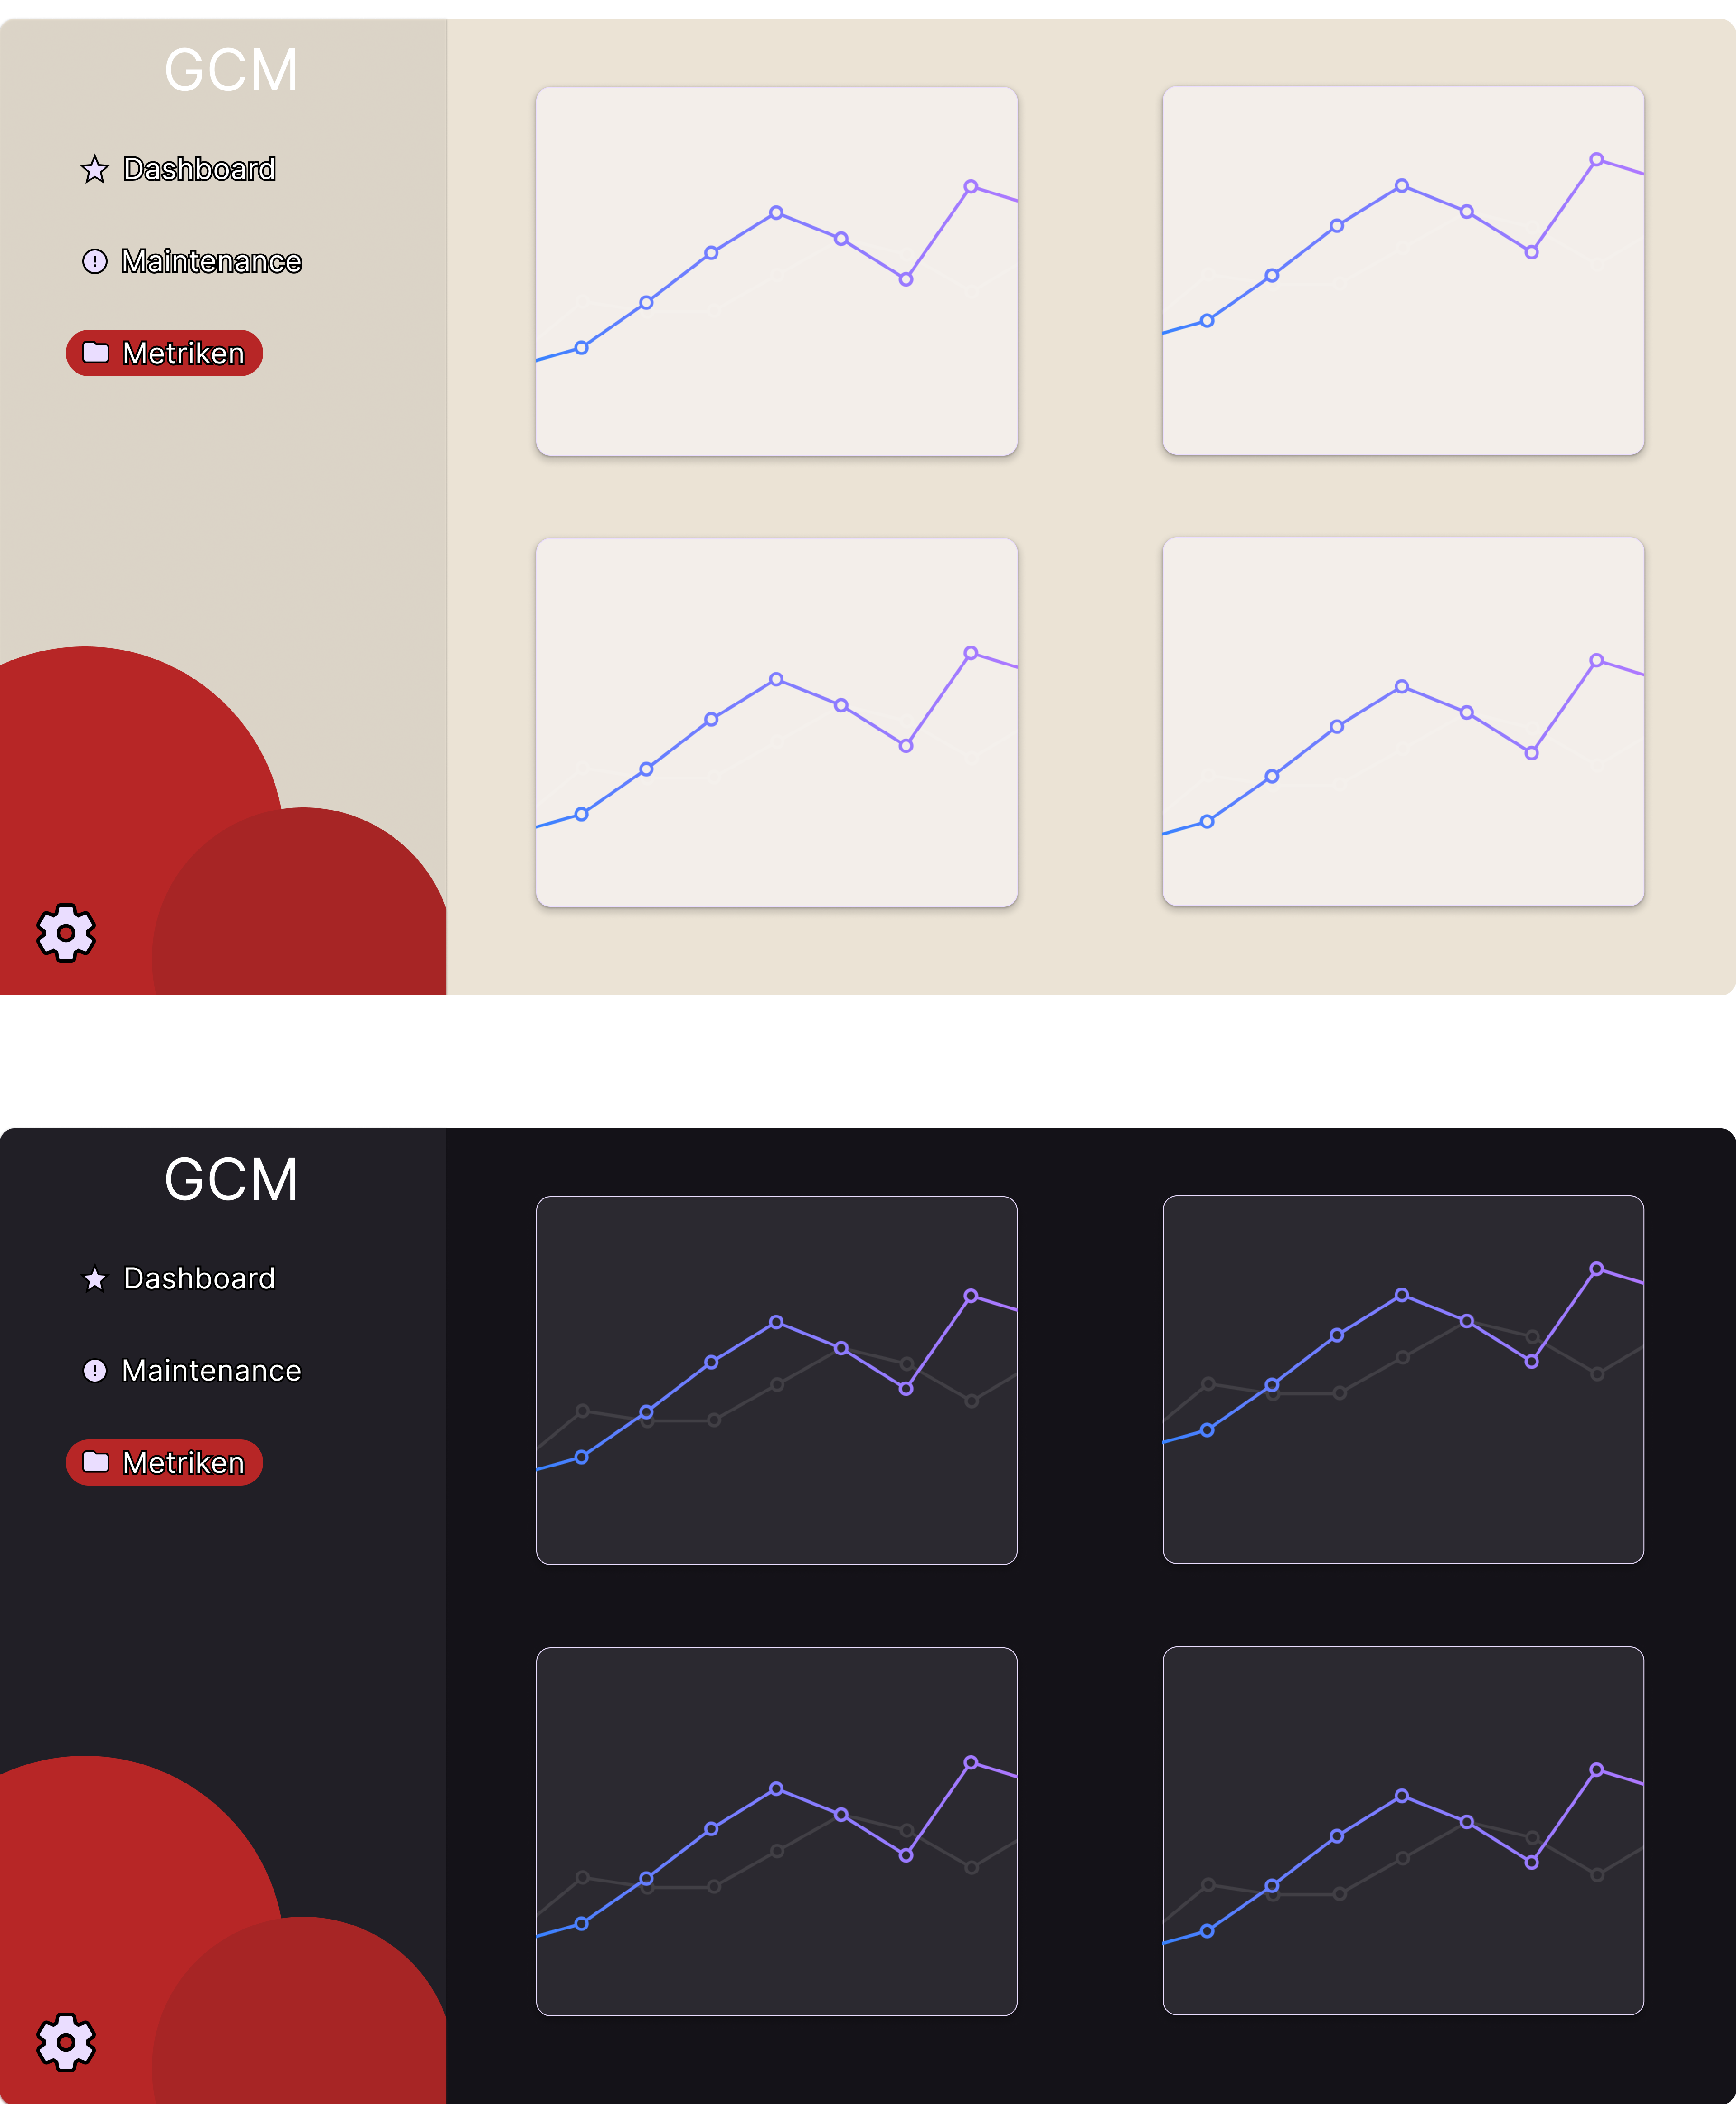 GCM
Dashboard
Maintenance
Metriken
GCM
Dashboard
Maintenance
Metriken